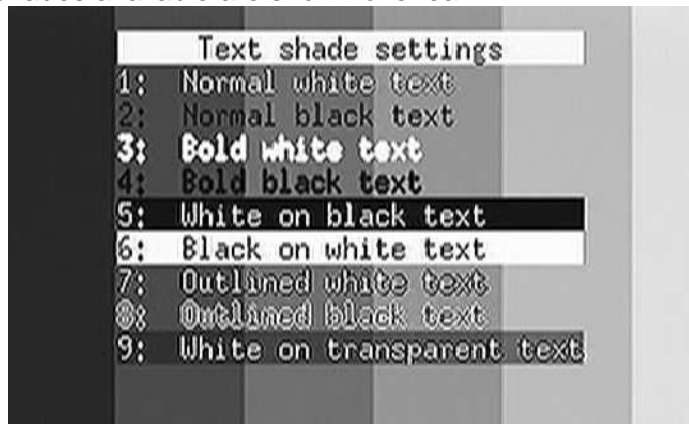 Text shade settings
1: Normal white text
2: Normal black text
3: Bold white text
4: Bold black text
5: White on black text
6: Black on white text
7: Outlined white text
8: Outlined black text
9: White on transparent text